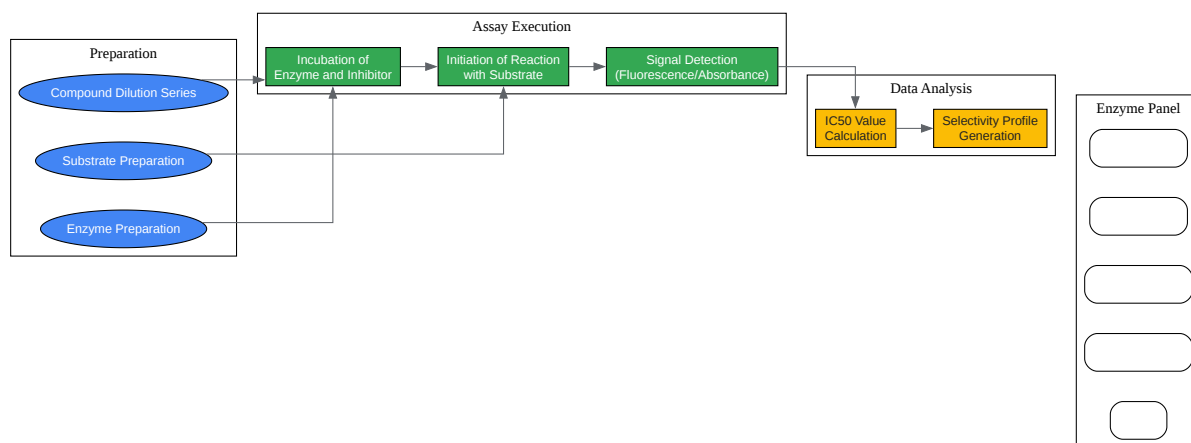 Preparation
Compound Dilution Series
Substrate Preparation
Enzyme Preparation
Assay Execution
Incubation of
Enzyme and Inhibitor
Initiation of Reaction
with Substrate
Signal Detection
(Fluorescence/Absorbance)
Data Analysis
IC50 Value
Calculation
Selectivity Profile
Generation
Enzyme Panel